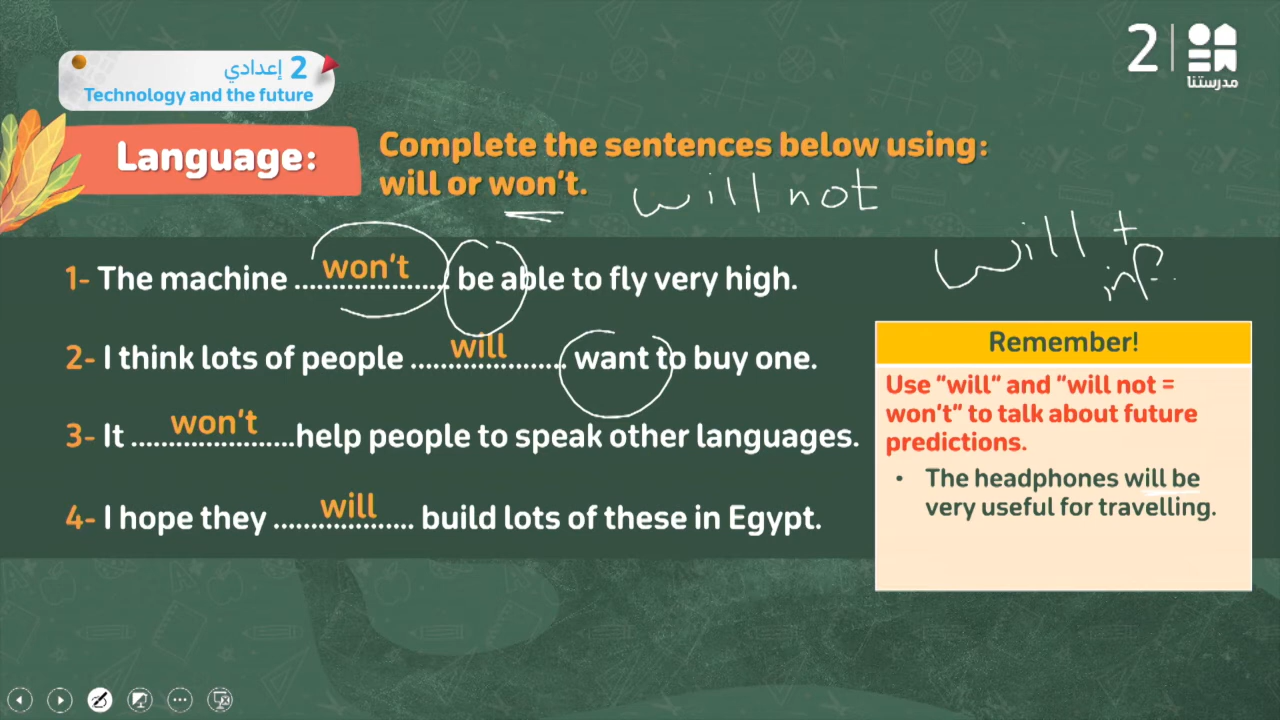 2 إعدادي
Technology and the future
2
مدرستنا
Language:
Complete the sentences below using:
will or won't.
will not
will +
inf.
1- The machine ........won't........ be able to fly very high.
2- I think lots of people ........will........ want to buy one.
3- It ........won't........help people to speak other languages.
4- I hope they ........will........ build lots of these in Egypt.
Remember!
Use "will" and "will not =
won't" to talk about future
predictions.
• The headphones will be
very useful for travelling.